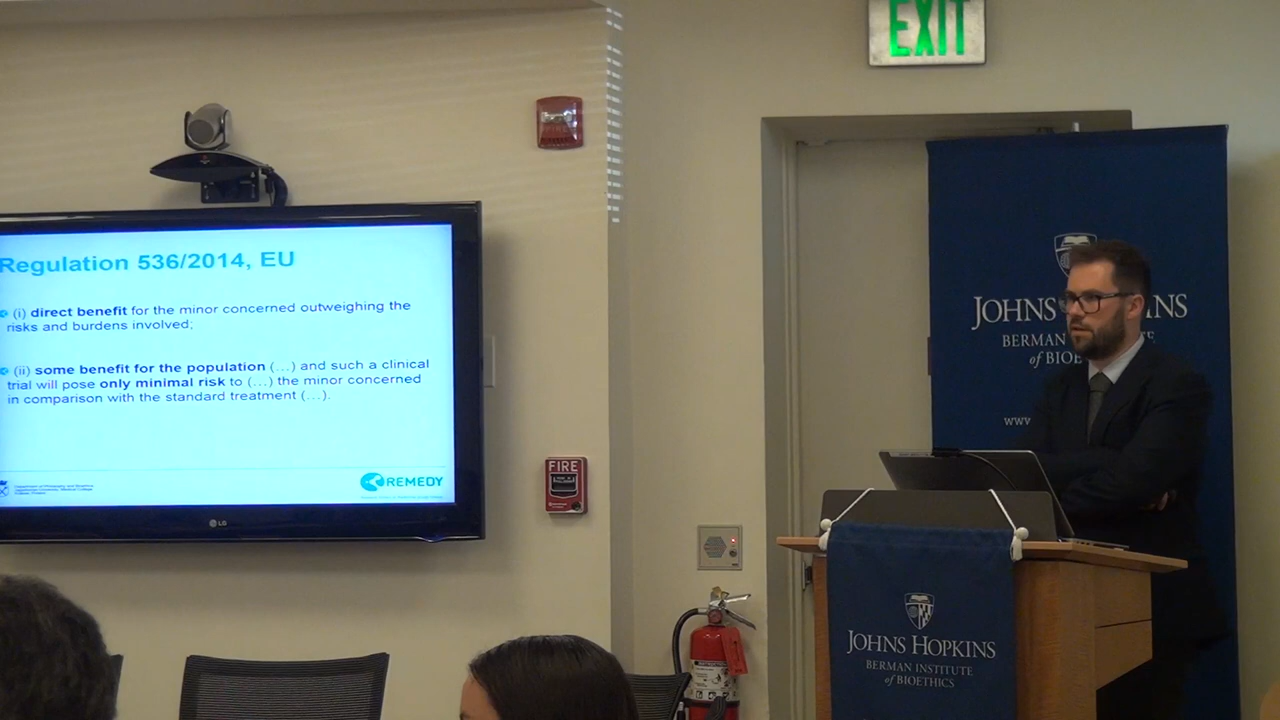 EXIT
Regulation 536/2014, EU
(i) direct benefit for the minor concerned outweighing the
risks and burdens involved;
(ii) some benefit for the population (…) and such a clinical
trial will pose only minimal risk to (…) the minor concerned
in comparison with the standard treatment (…).
REMEDY
LG
FIRE
JOHNS NS
BERMAN
of BIOE
WWW
JOHNS HOPKINS
BERMAN INSTITUTE
of BIOETHICS